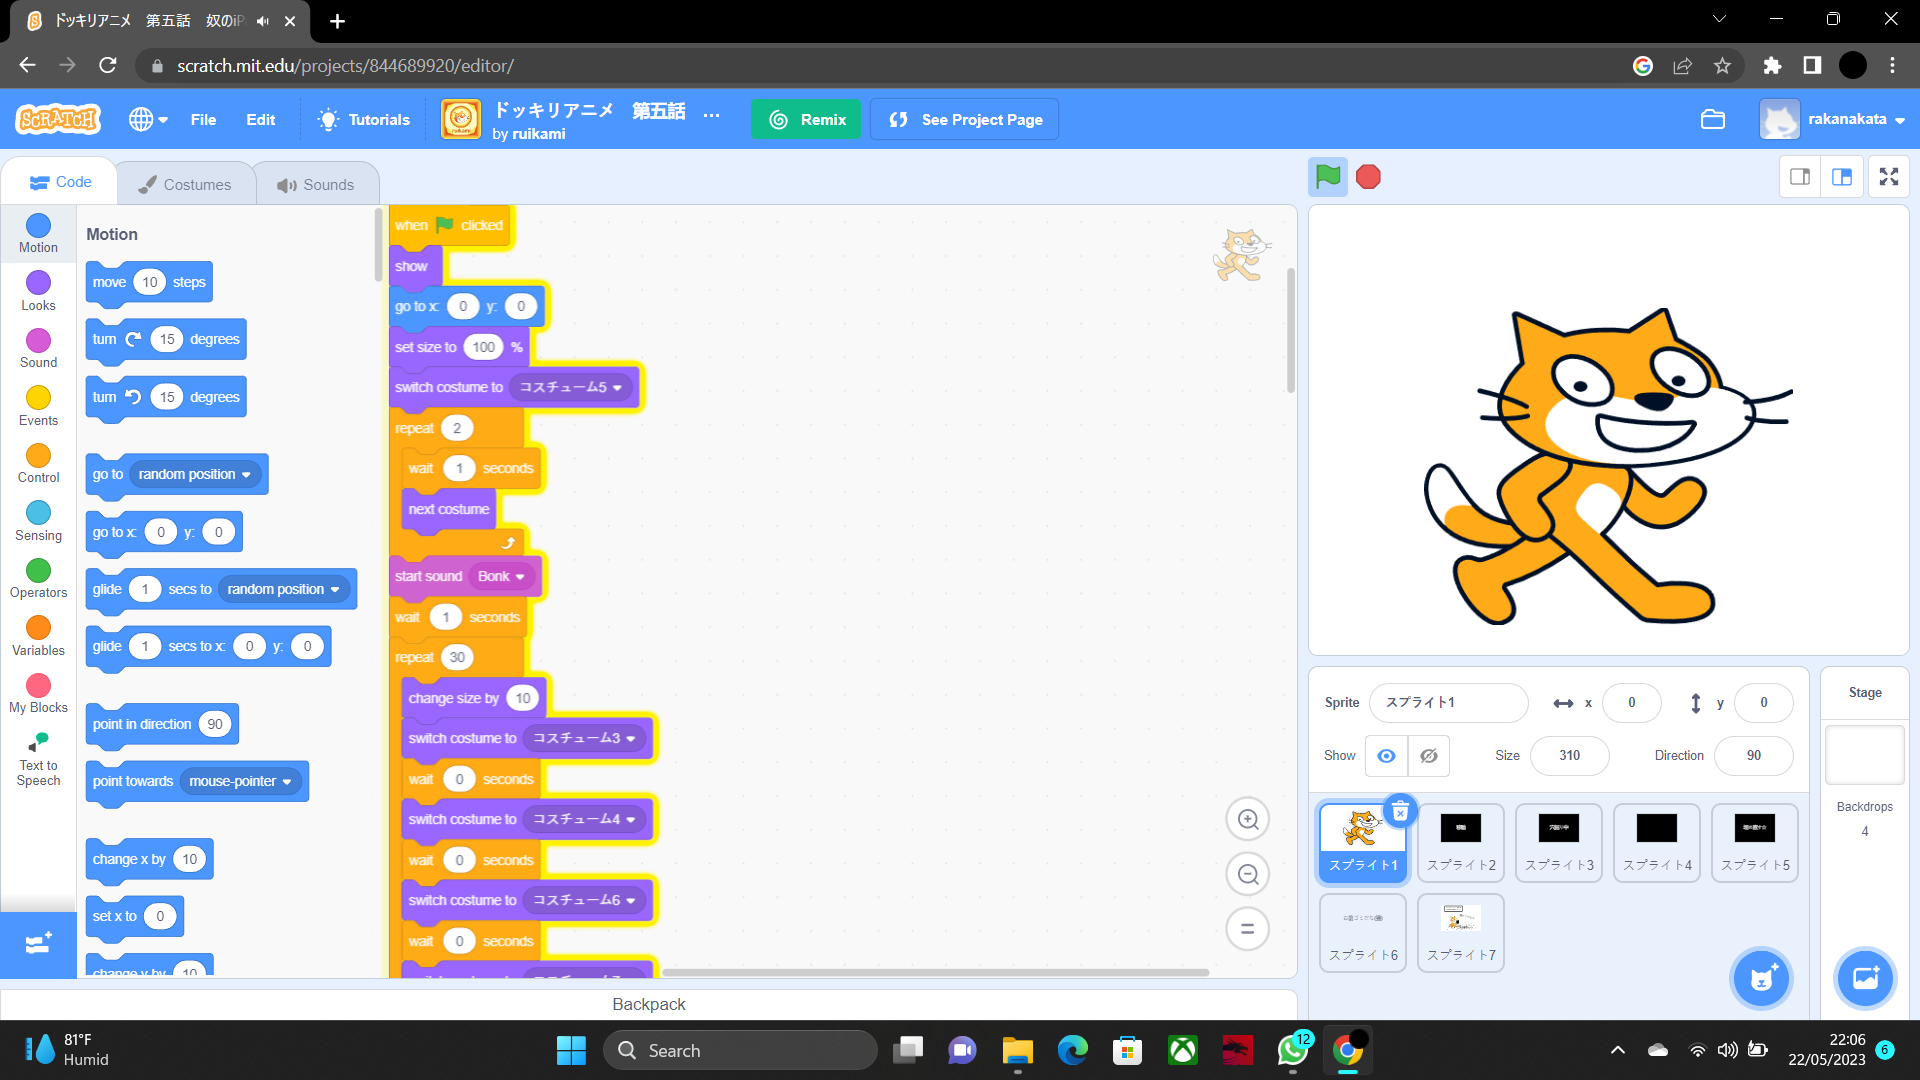 ドッキリアニメ　第五話　奴のiP
scratch.mit.edu/projects/844689920/editor/
SCRATCH
File
Edit
Tutorials
ドッキリアニメ　第五話 ...
by ruikami
Remix
See Project Page
rakanakata
Code
Costumes
Sounds
Motion
Looks
Sound
Events
Control
Sensing
Operators
Variables
My Blocks
Text to
Speech
Motion
move 10 steps
turn 15 degrees
turn 15 degrees
go to random position
go to x: 0 y: 0
glide 1 secs to random position
glide 1 secs to x: 0 y: 0
point in direction 90
point towards mouse-pointer
change x by 10
set x to 0
change y by 10
when clicked
show
go to x: 0 y: 0
set size to 100 %
switch costume to コスチューム5
repeat 2
wait 1 seconds
next costume
start sound Bonk
wait 1 seconds
repeat 30
change size by 10
switch costume to コスチューム3
wait 0 seconds
switch costume to コスチューム4
wait 0 seconds
switch costume to コスチューム6
wait 0 seconds
Backpack
Sprite スプライト1 x 0 y 0
Show Size 310 Direction 90
スプライト1
スプライト2
スプライト3
スプライト4
スプライト5
スプライト6
スプライト7
Stage
Backdrops
4
81°F
Humid
Search
12
22:06
22/05/2023
6